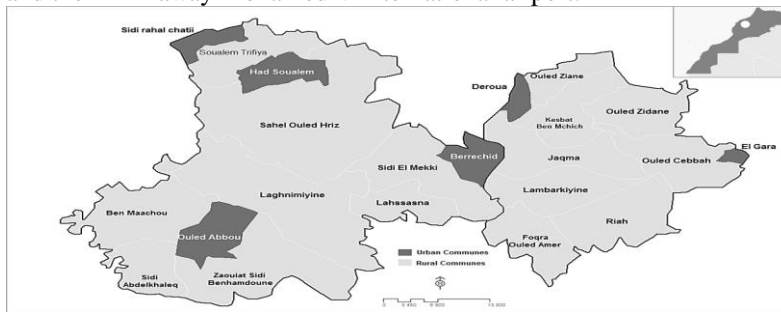 Sidi rahal chatii
Soualem Trifiya
Had Soualem
Sahel Ouled Hriz
Deroua
Ouled Ziane
Ouled Zidane
Kesbat
Ben Mchich
El Gara
Berrechid
Sidi El Mekki
Jaqma
Ouled Cebbah
Laghnimiyine
Lahssasna
Lambarkiyine
Ben Maachou
Ouled Abbou
Riah
Foqra
Ouled Amer
Urban Communes
Rural Communes
Sidi
Abdelkhaleq
Zaouiat Sidi
Benhamdoune